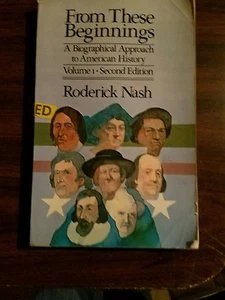 From These
Beginnings
A Biographical Approach
to American History
Volume 1 • Second Edition
Roderick Nash
ED